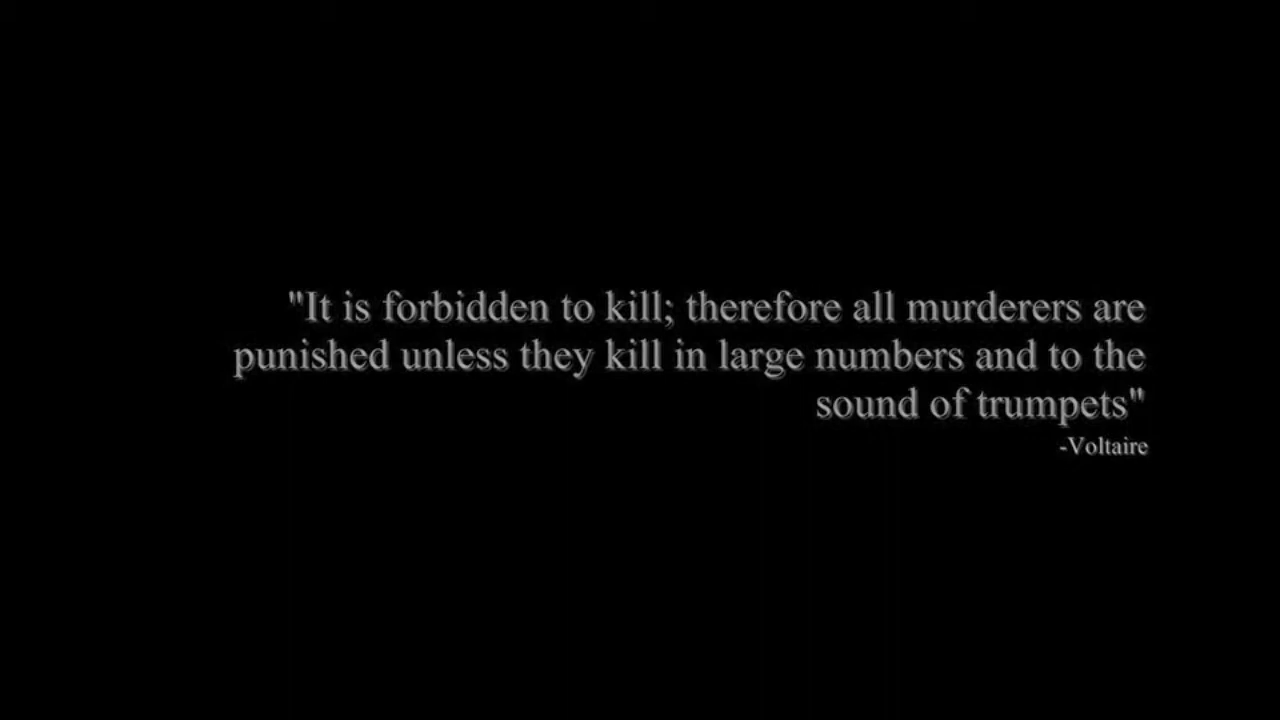 "It is forbidden to kill; therefore all murderers are
punished unless they kill in large numbers and to the
sound of trumpets"
-Voltaire